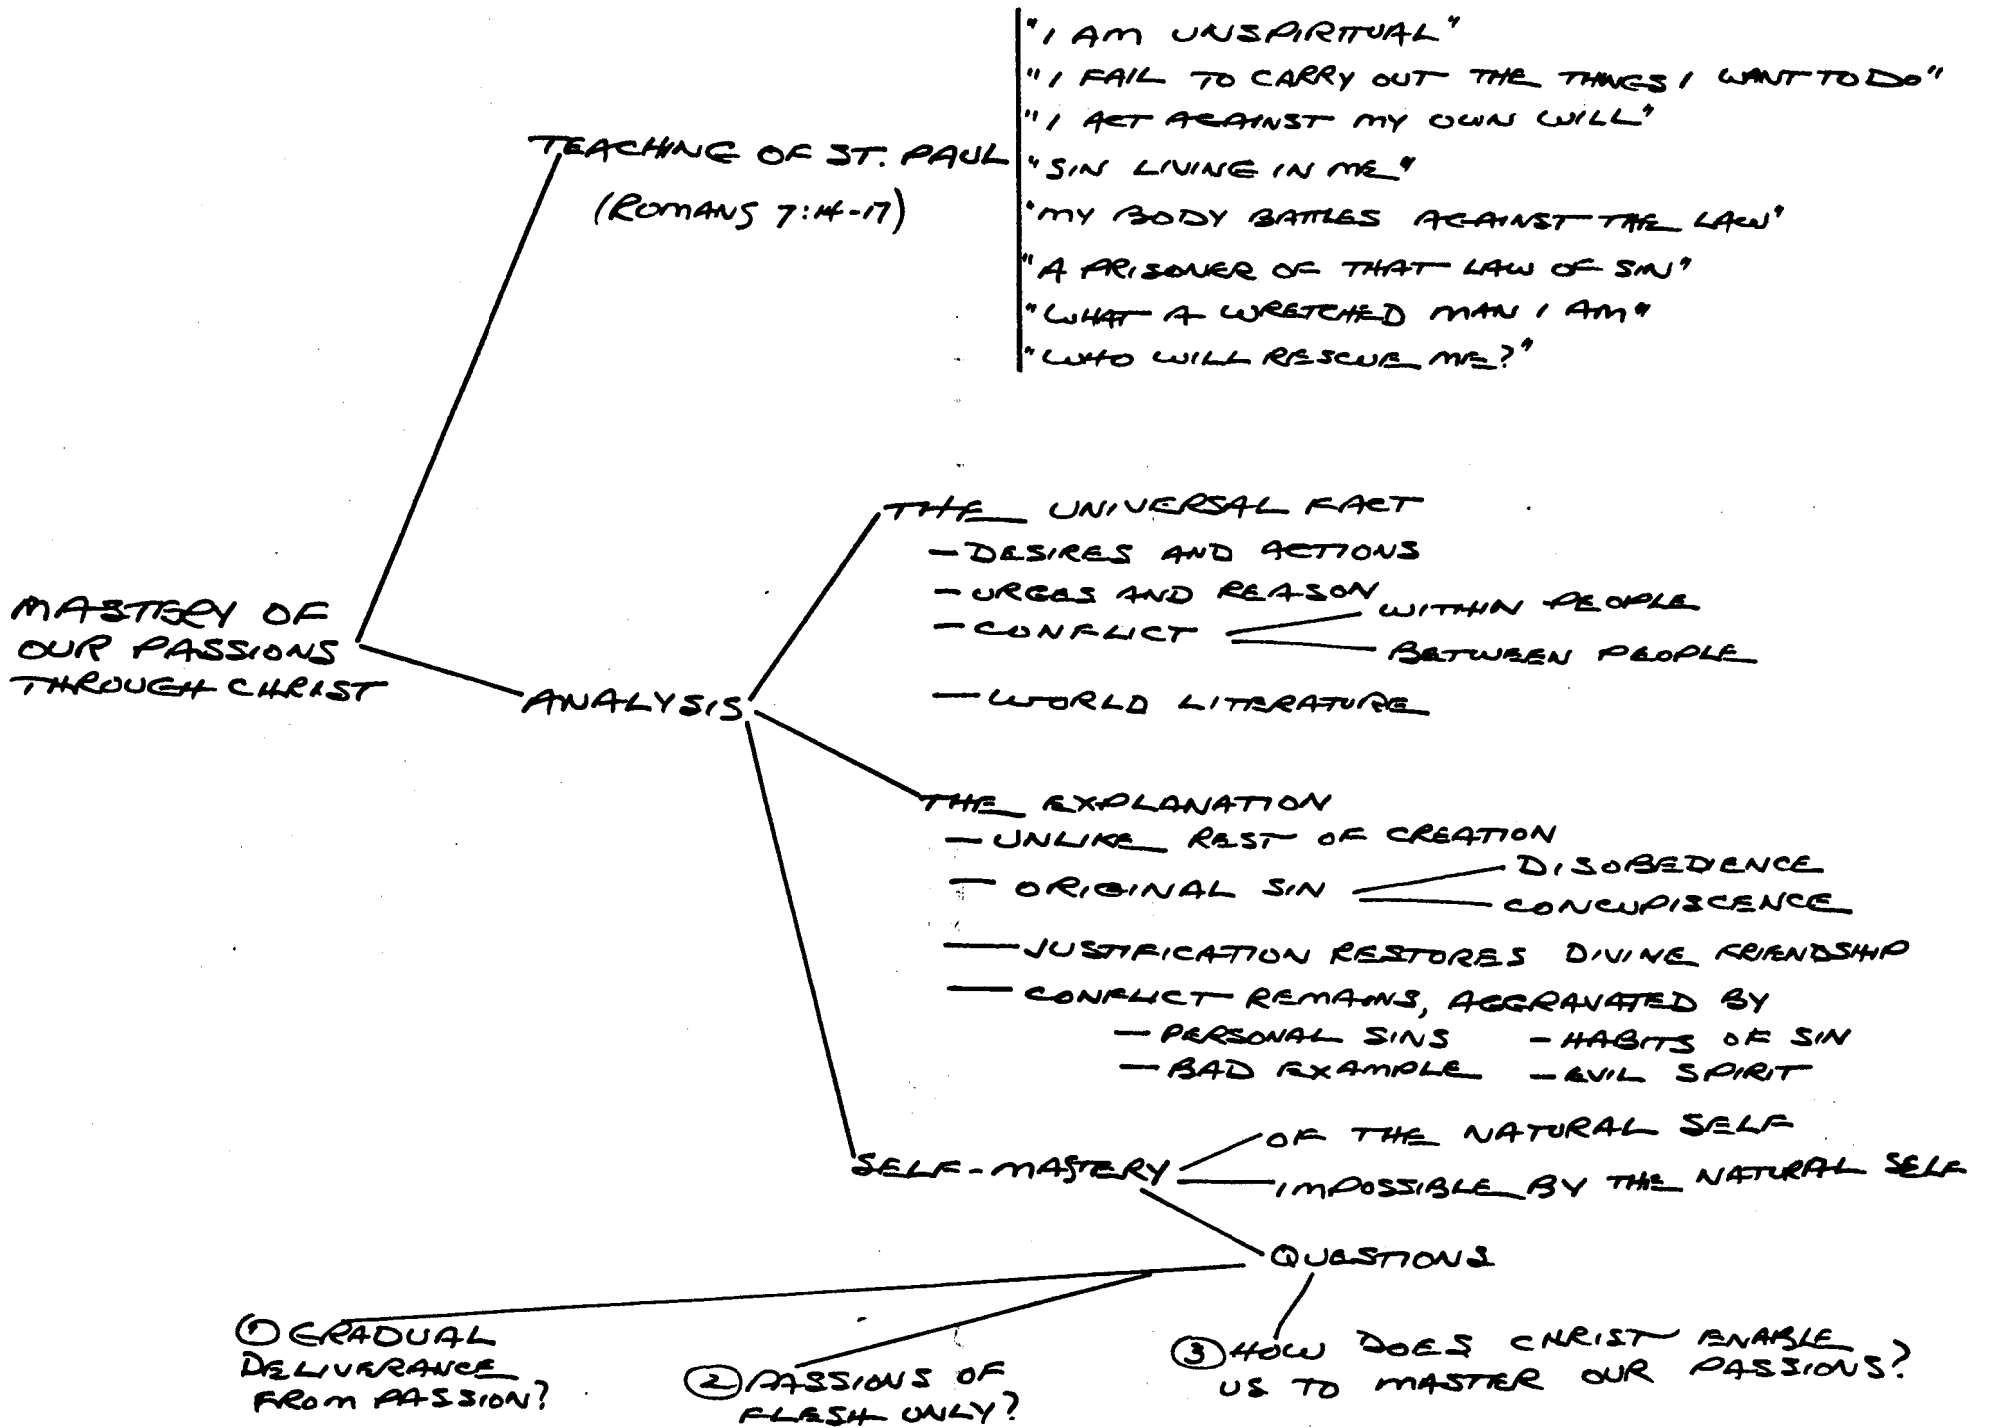 MASTERY OF
OUR PASSIONS
THROUGH CHRIST
TEACHING OF ST. PAUL
(ROMANS 7:14-17)
"I AM UNSPIRITUAL"
"I FAIL TO CARRY OUT THE THINGS I WANT TO DO"
"I ACT AGAINST MY OWN WILL"
"SIN LIVING IN ME"
"MY BODY BATTLES AGAINST THE LAW"
"A PRISONER OF THAT LAW OF SIN"
"WHAT A WRETCHED MAN I AM"
"WHO WILL RESCUE ME?"
ANALYSIS
THE UNIVERSAL FACT
- DESIRES AND ACTIONS
- URGES AND REASON
- CONFLICT
WITHIN PEOPLE
BETWEEN PEOPLE
- WORLD LITERATURE
THE EXPLANATION
- UNLIKE REST OF CREATION
- ORIGINAL SIN
DISOBEDIENCE
CONCUPISCENCE
- JUSTIFICATION RESTORES DIVINE FRIENDSHIP
- CONFLICT REMAINS, AGGRAVATED BY
- PERSONAL SINS - HABITS OF SIN
- BAD EXAMPLE - EVIL SPIRIT
SELF-MASTERY
OF THE NATURAL SELF
IMPOSSIBLE BY THE NATURAL SELF
QUESTIONS
① GRADUAL
DELIVERANCE
FROM PASSION?
② PASSIONS OF
FLESH ONLY?
③ HOW DOES CHRIST ENABLE
US TO MASTER OUR PASSIONS?